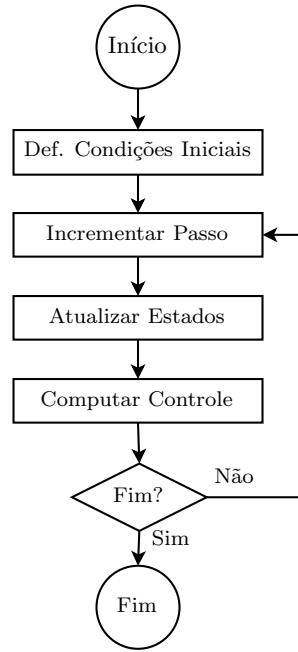 Início
Def. Condições Iniciais
Incrementar Passo
Atualizar Estados
Computar Controle
Fim?
Não
Sim
Fim